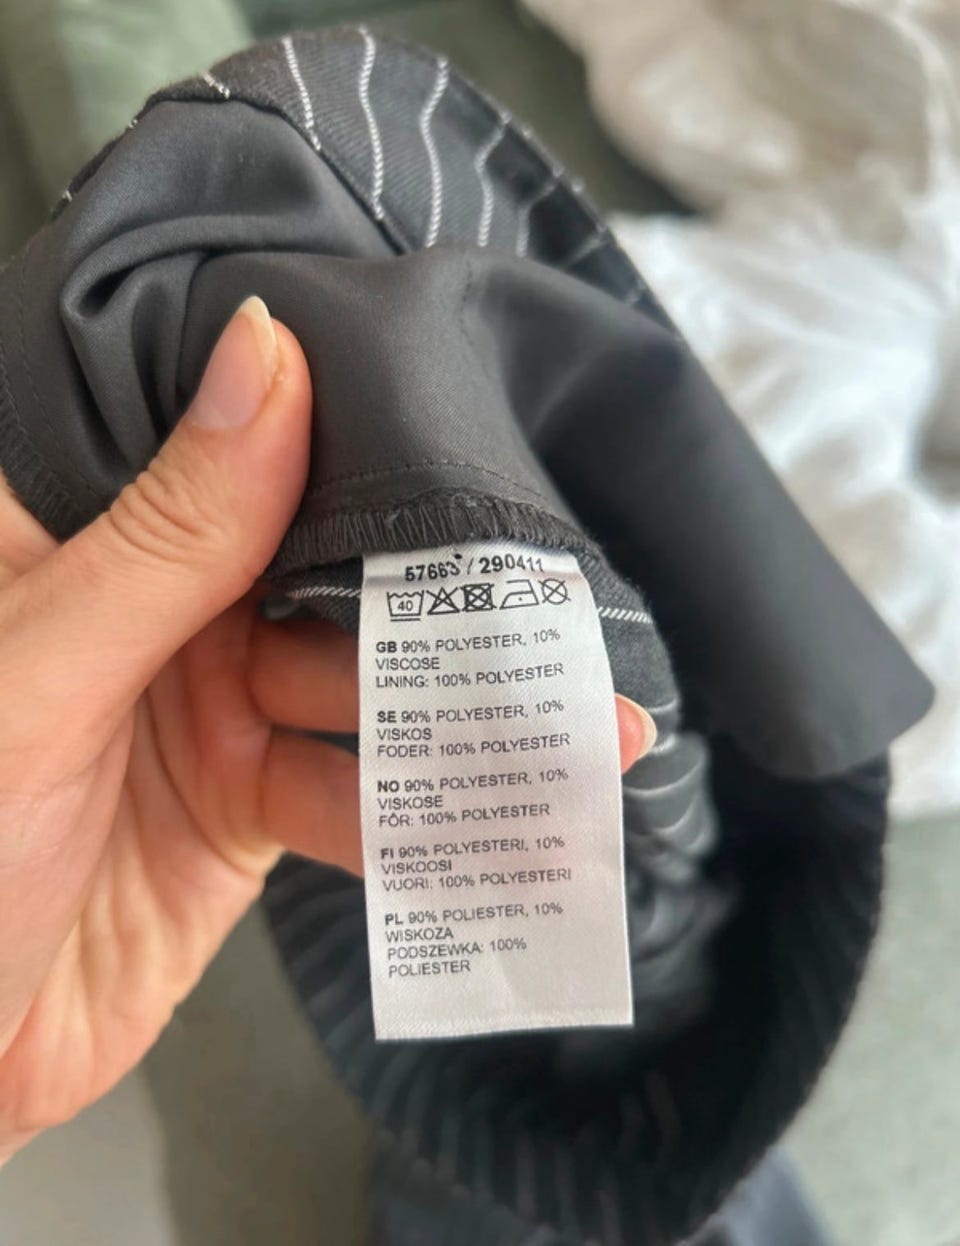 57663 / 290411
40
GB 90% POLYESTER, 10%
VISCOSE
LINING: 100% POLYESTER
SE 90% POLYESTER, 10%
VISKOS
FODER: 100% POLYESTER
NO 90% POLYESTER, 10%
VISKOSE
FÔR: 100% POLYESTER
FI 90% POLYESTERI, 10%
VISKOOSI
VUORI: 100% POLYESTERI
PL 90% POLIESTER, 10%
WISKOZA
PODSZEWKA: 100%
POLIESTER